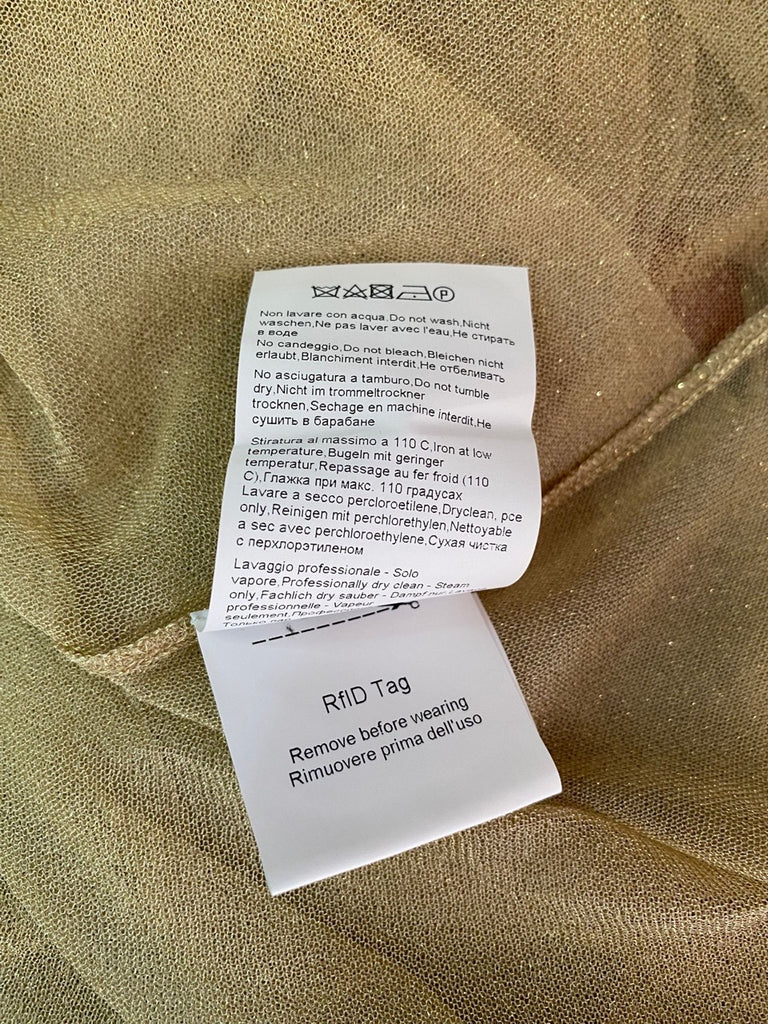 P
Non lavare con acqua,Do not wash,Nicht
waschen,Ne pas laver avec l'eau,Не стирать
в воде
No candeggio,Do not bleach,Bleichen nicht
erlaubt,Blanchiment interdit,Не отбеливать
No asciugatura a tamburo,Do not tumble
dry,Nicht im trommeltrockner
trocknen,Sechage en machine interdit,Не
сушить в барабане
Stiratura al massimo a 110 C,Iron at low
temperature,Bugeln mit geringer
temperatur,Repassage au fer froid (110
C),Глажка при макс. 110 градусах
Lavare a secco percloroetilene,Dryclean, pce
only,Reinigen mit perchlorethylen,Nettoyable
a sec avec perchloroethylene,Сухая чистка
с перхлорэтиленом
Lavaggio professionale - Solo
vapore,Professionally dry clean - Steam
only,Fachlich dry sauber - Dampf nur,
professionnelle - Vapeur
seulement,
Только
RfID Tag
Remove before wearing
Rimuovere prima dell'uso